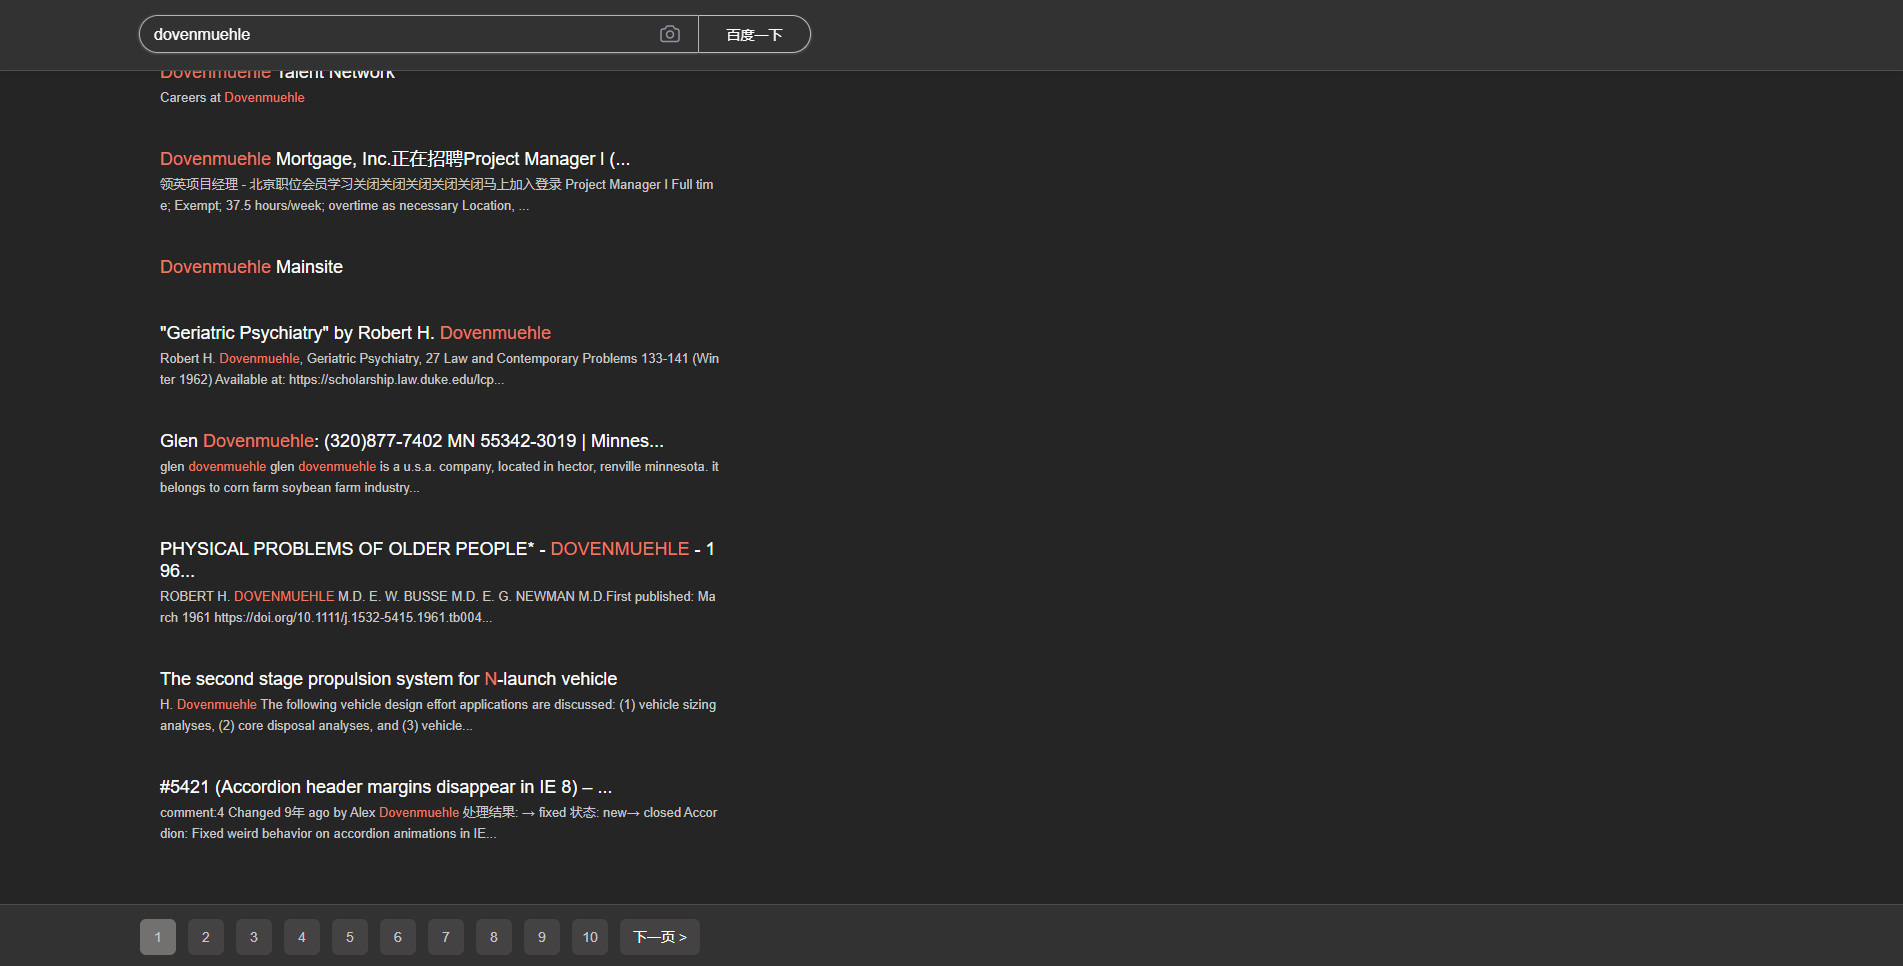 dovenmuehle
百度一下
Dovenmuehle Talent Network
Careers at Dovenmuehle
Dovenmuehle Mortgage, Inc.正在招聘Project Manager I (...
领英项目经理 - 北京职位会员学习关闭关闭关闭关闭关闭马上加入登录 Project Manager I Full tim
e; Exempt; 37.5 hours/week; overtime as necessary Location, ...
Dovenmuehle Mainsite
"Geriatric Psychiatry" by Robert H. Dovenmuehle
Robert H. Dovenmuehle, Geriatric Psychiatry, 27 Law and Contemporary Problems 133-141 (Win
ter 1962) Available at: https://scholarship.law.duke.edu/lcp...
Glen Dovenmuehle: (320)877-7402 MN 55342-3019 | Minnes...
glen dovenmuehle glen dovenmuehle is a u.s.a. company, located in hector, renville minnesota. it
belongs to corn farm soybean farm industry...
PHYSICAL PROBLEMS OF OLDER PEOPLE* - DOVENMUEHLE - 1
96...
ROBERT H. DOVENMUEHLE M.D. E. W. BUSSE M.D. E. G. NEWMAN M.D.First published: Ma
rch 1961 https://doi.org/10.1111/j.1532-5415.1961.tb004...
The second stage propulsion system for N-launch vehicle
H. Dovenmuehle The following vehicle design effort applications are discussed: (1) vehicle sizing
analyses, (2) core disposal analyses, and (3) vehicle...
#5421 (Accordion header margins disappear in IE 8) – ...
comment:4 Changed 9年 ago by Alex Dovenmuehle 处理结果: → fixed 状态: new→ closed Accor
dion: Fixed weird behavior on accordion animations in IE...
1 2 3 4 5 6 7 8 9 10 下一页 >